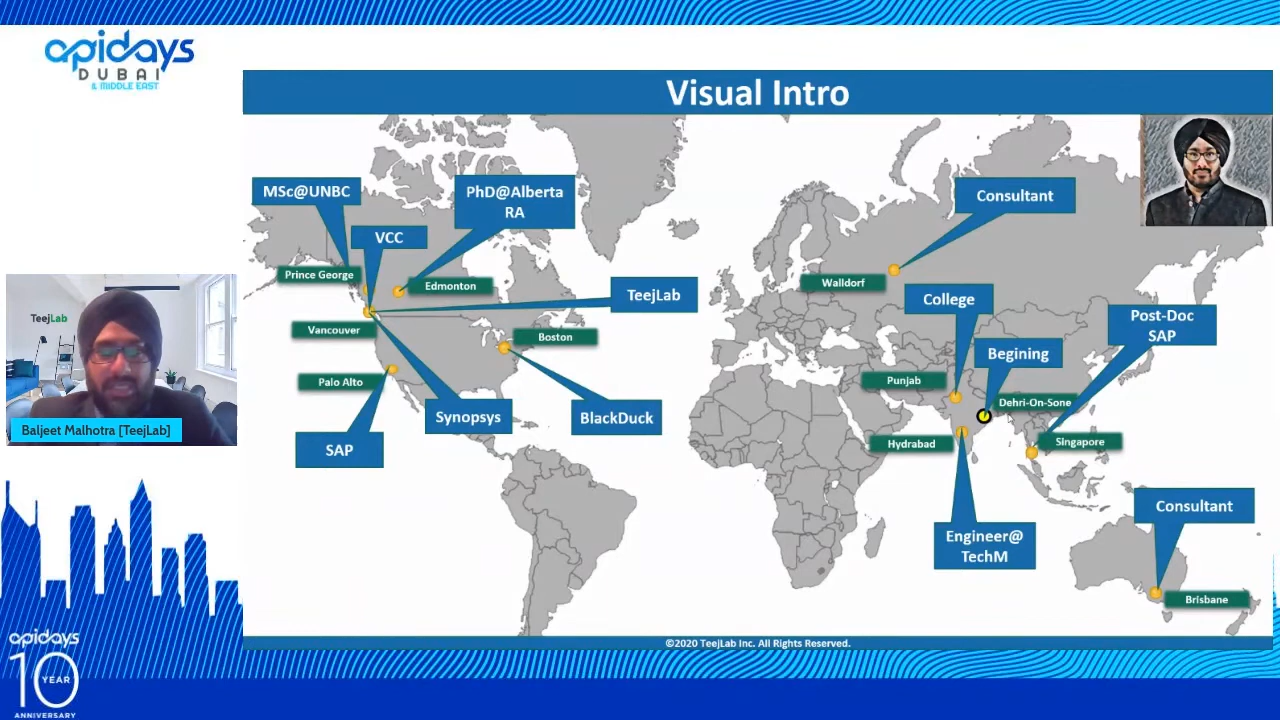 apidays
DUBAI
& MIDDLE EAST
Visual Intro
MSc@UNBC
PhD@Alberta
RA
Consultant
VCC
Prince George
Edmonton
Walldorf
TeejLab
College
Post-Doc
SAP
Vancouver
Boston
Begining
Palo Alto
Punjab
Dehri-On-Sone
Synopsys
BlackDuck
Hydrabad
Singapore
SAP
Consultant
Engineer@
TechM
Brisbane
©2020 TeejLab Inc. All Rights Reserved.
TeejLab
Baljeet Malhotra [TeejLab]
apidays
10
YEAR
ANNIVERSARY